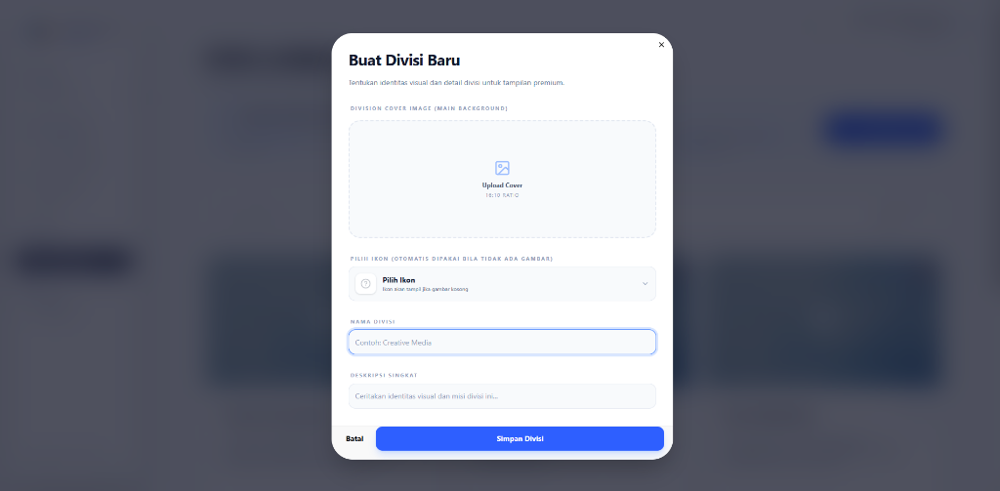 Buat Divisi Baru
Tentukan identitas visual dan detail divisi untuk tampilan premium.
DIVISION COVER IMAGE (MAIN BACKGROUND)
Upload Cover
16:10 RATIO
PILIH IKON (OTOMATIS DIPAKAI BILA TIDAK ADA GAMBAR)
Pilih Ikon
Ikon akan tampil jika gambar kosong
NAMA DIVISI
Contoh: Creative Media
DESKRIPSI SINGKAT
Ceritakan identitas visual dan misi divisi ini...
Batal
Simpan Divisi